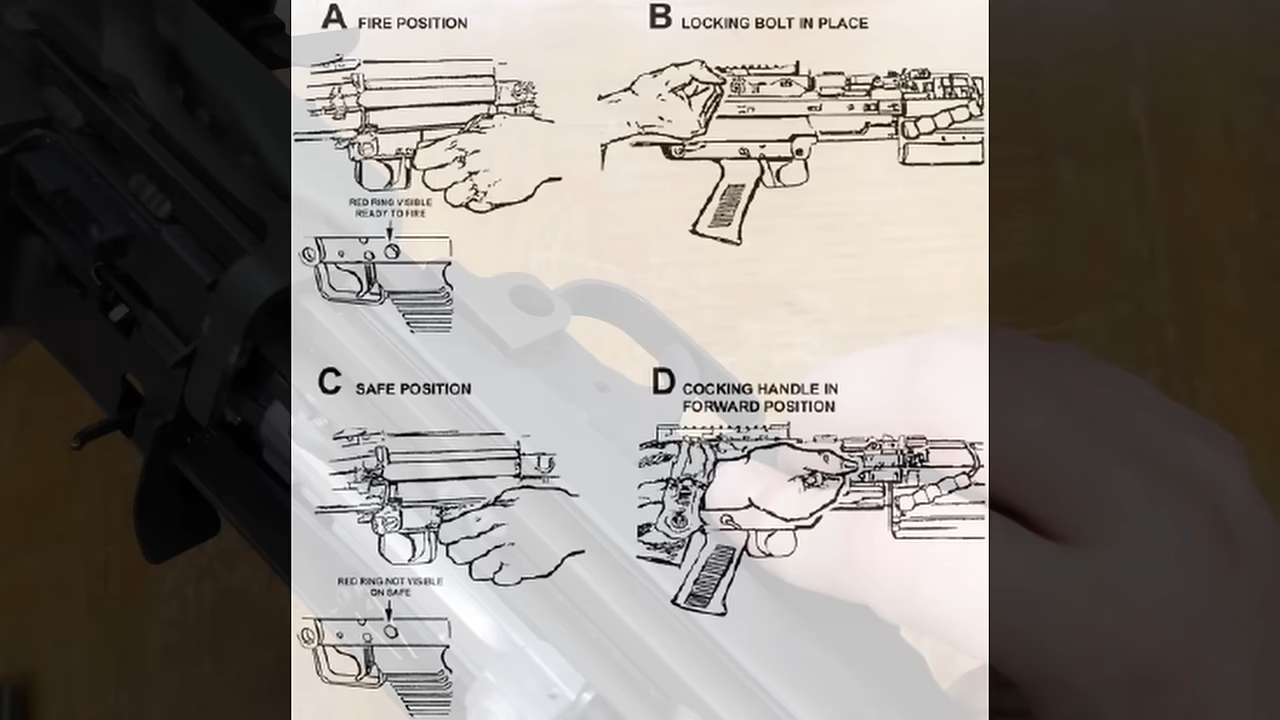 A FIRE POSITION
B LOCKING BOLT IN PLACE
RED RING VISIBLE
READY TO FIRE
C SAFE POSITION
D COCKING HANDLE IN
FORWARD POSITION
RED RING NOT VISIBLE
ON SAFE